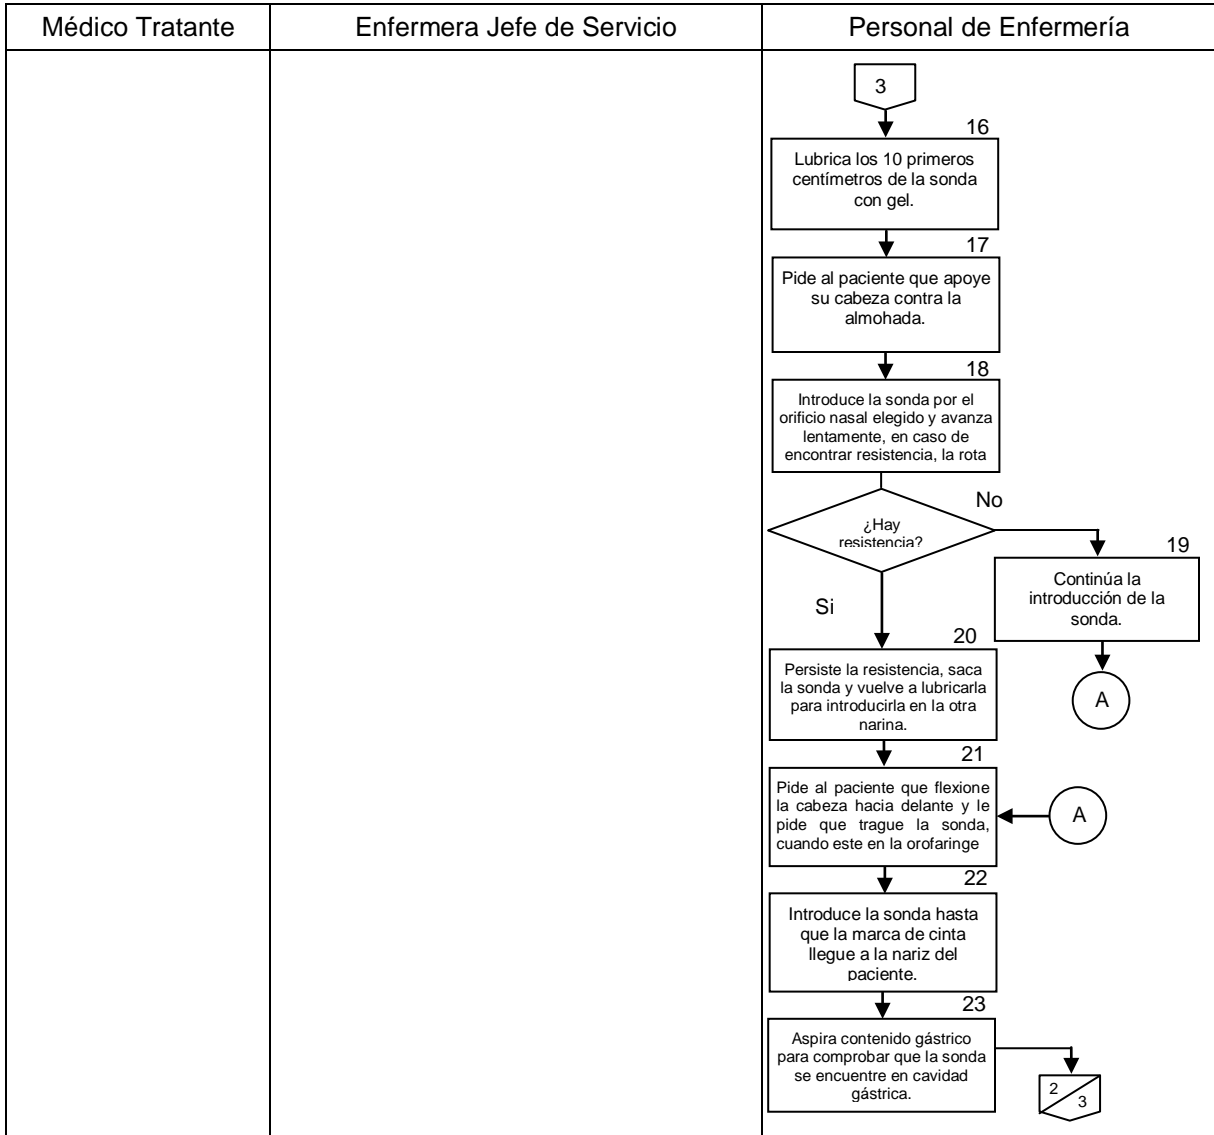 Médico Tratante
Enfermera Jefe de Servicio
Personal de Enfermería
3
16
Lubrica los 10 primeros
centímetros de la sonda
con gel.
17
Pide al paciente que apoye
su cabeza contra la
almohada.
18
Introduce la sonda por el
orificio nasal elegido y avanza
lentamente, en caso de
encontrar resistencia, la rota
¿Hay
resistencia?
No
19
Continúa la
introducción de la
sonda.
A
Si
20
Persiste la resistencia, saca
la sonda y vuelve a lubricarla
para introducirla en la otra
narina.
21
Pide al paciente que flexione
la cabeza hacia delante y le
pide que trague la sonda,
cuando este en la orofaringe
A
22
Introduce la sonda hasta
que la marca de cinta
llegue a la nariz del
paciente.
23
Aspira contenido gástrico
para comprobar que la sonda
se encuentre en cavidad
gástrica.
2
3